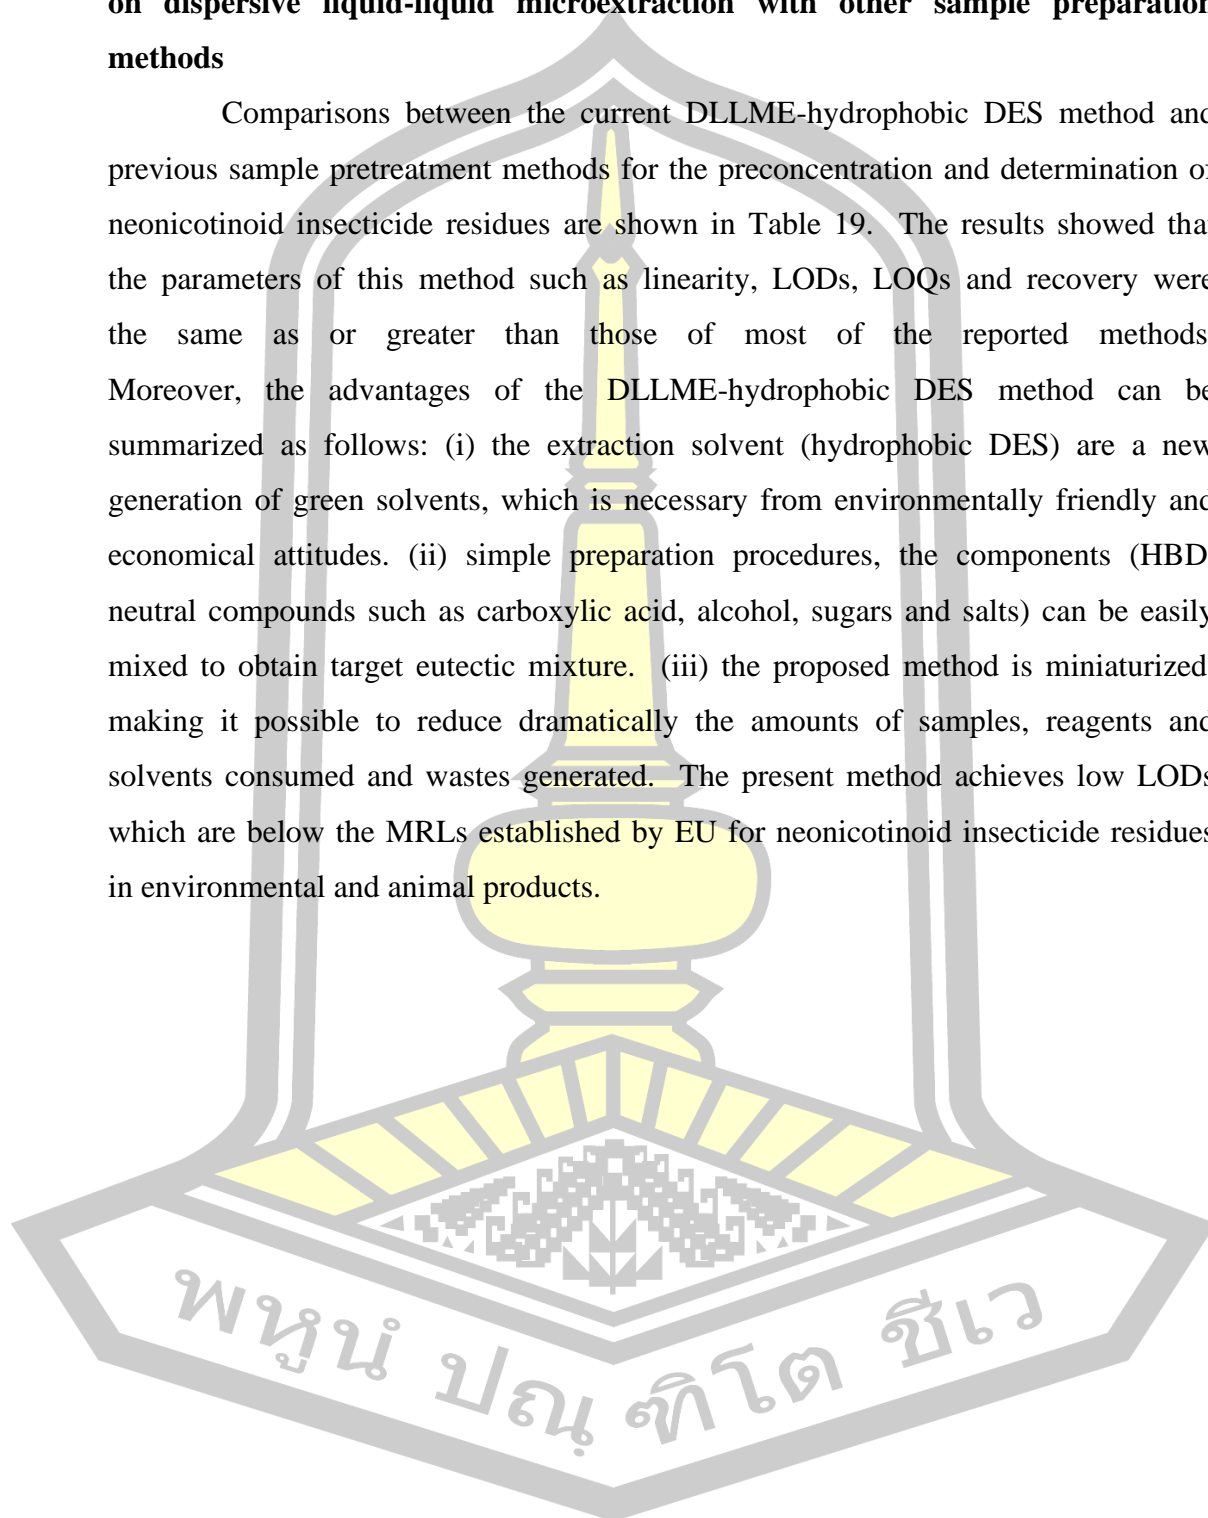 on dispersive liquid-liquid microextraction with other sample preparation
methods
Comparisons between the current DLLME-hydrophobic DES method and
previous sample pretreatment methods for the preconcentration and determination of
neonicotinoid insecticide residues are shown in Table 19. The results showed that
the parameters of this method such as linearity, LODs, LOQs and recovery were
the same as or greater than those of most of the reported methods.
Moreover, the advantages of the DLLME-hydrophobic DES method can be
summarized as follows: (i) the extraction solvent (hydrophobic DES) are a new
generation of green solvents, which is necessary from environmentally friendly and
economical attitudes. (ii) simple preparation procedures, the components (HBD,
neutral compounds such as carboxylic acid, alcohol, sugars and salts) can be easily
mixed to obtain target eutectic mixture. (iii) the proposed method is miniaturized,
making it possible to reduce dramatically the amounts of samples, reagents and
solvents consumed and wastes generated. The present method achieves low LODs
which are below the MRLs established by EU for neonicotinoid insecticide residues
in environmental and animal products.
พหูนํ ปณฺฑิโต ชีเว